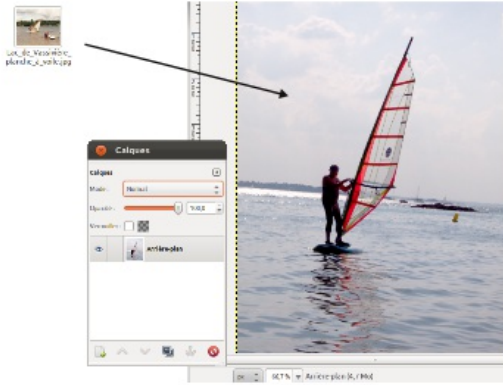 Lac_de_Vassivière_
planche_à_voile.jpg
Calques
Calques
Mode : Normal
Opacité : 100,0
Verrouiller :
Arrière-plan
px 66,7 % Arrière-plan (4,7 Mo)